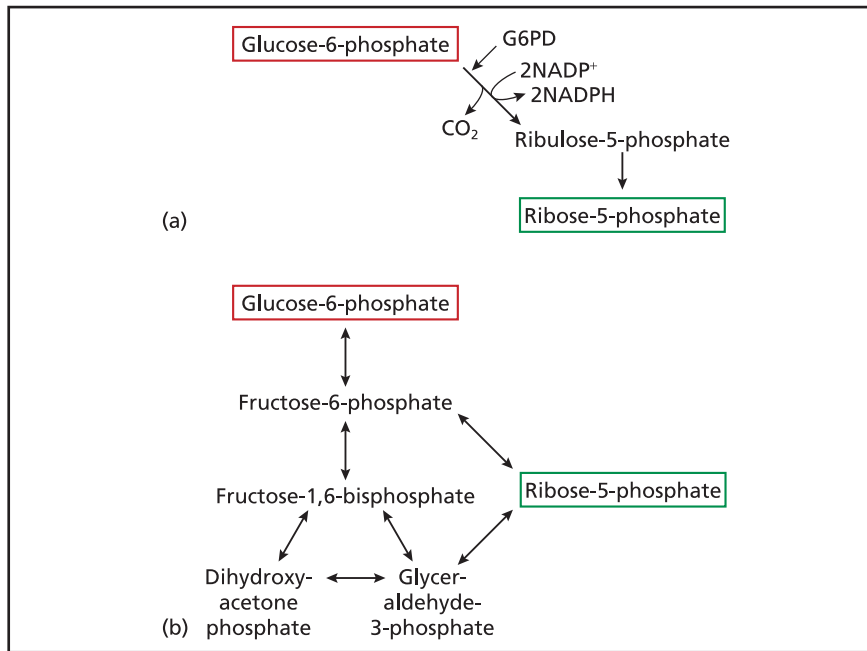 Glucose-6-phosphate
G6PD
2NADP⁺
2NADPH
CO₂
Ribulose-5-phosphate
Ribose-5-phosphate
(a)
Glucose-6-phosphate
Fructose-6-phosphate
Fructose-1,6-bisphosphate
Ribose-5-phosphate
Dihydroxy-
acetone
phosphate
Glycer-
aldehyde-
3-phosphate
(b)